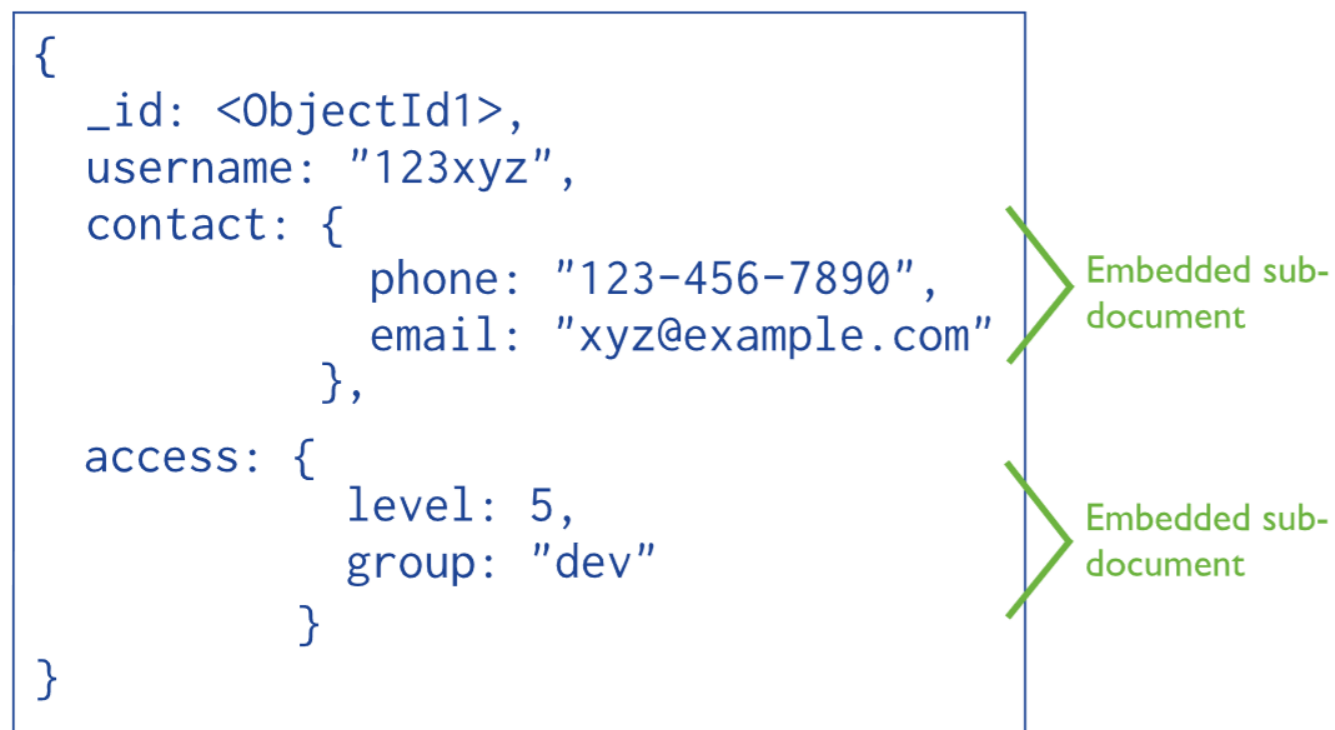 {
_id: <ObjectId1>,
username: "123xyz",
contact: {
phone: "123-456-7890",
email: "xyz@example.com"
},
Embedded sub-
document
access: {
level: 5,
group: "dev"
}
Embedded sub-
document
}